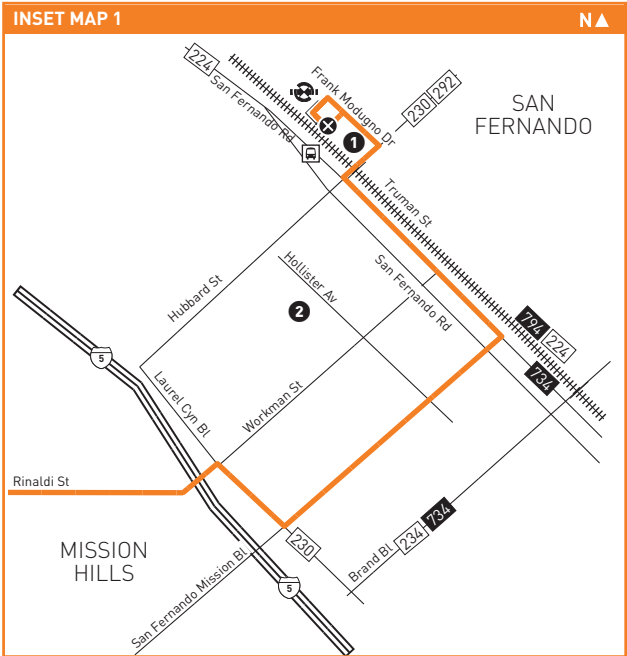 INSET MAP 1
N
224
San Fernando Rd
Frank Modugno Dr
230
292
SAN
FERNANDO
1
Truman St
Hubbard St
Hollister Av
San Fernando Rd
2
794
224
734
5
Laurel Cyn Bl
Workman St
Rinaldi St
MISSION
HILLS
230
San Fernando Mission Bl
5
Brand Bl
234
734